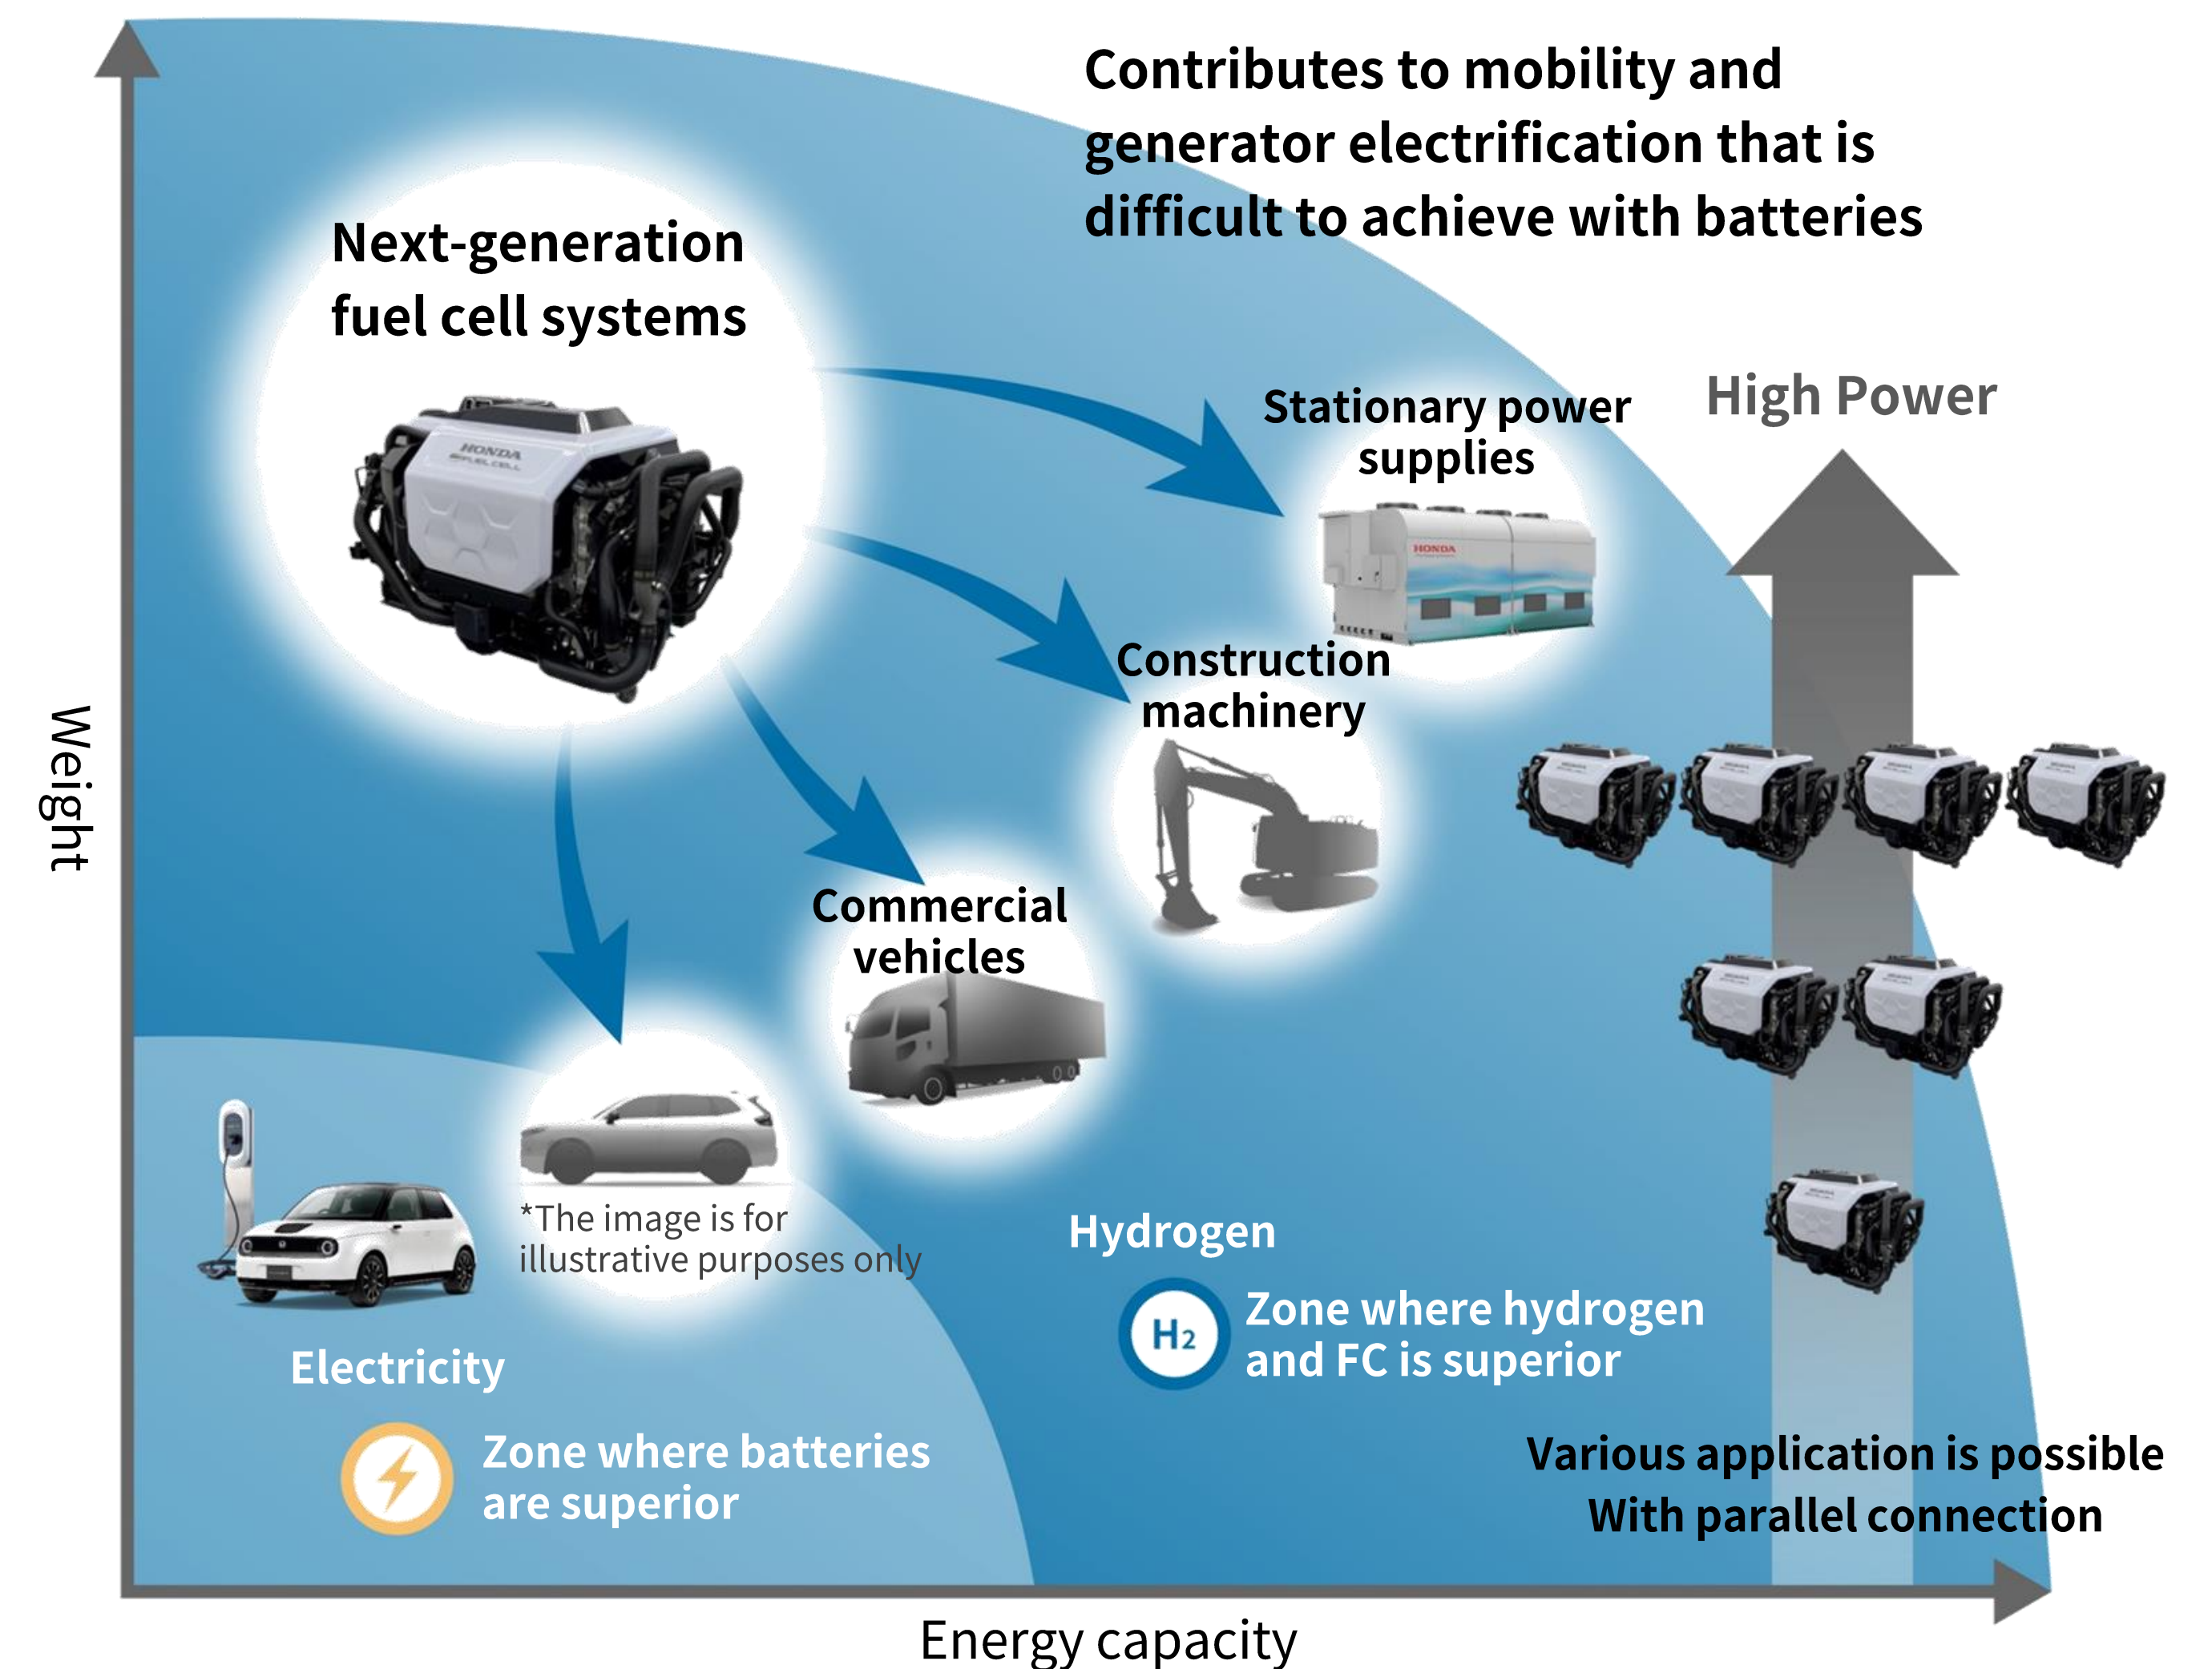 Contributes to mobility and
generator electrification that is
difficult to achieve with batteries
Next-generation
fuel cell systems
HONDA
FUEL CELL
Stationary power
supplies
HONDA
High Power
Construction
machinery
Weight
Commercial
vehicles
*The image is for
illustrative purposes only
Hydrogen
H2
Zone where hydrogen
and FC is superior
Electricity
Zone where batteries
are superior
Various application is possible
With parallel connection
Energy capacity